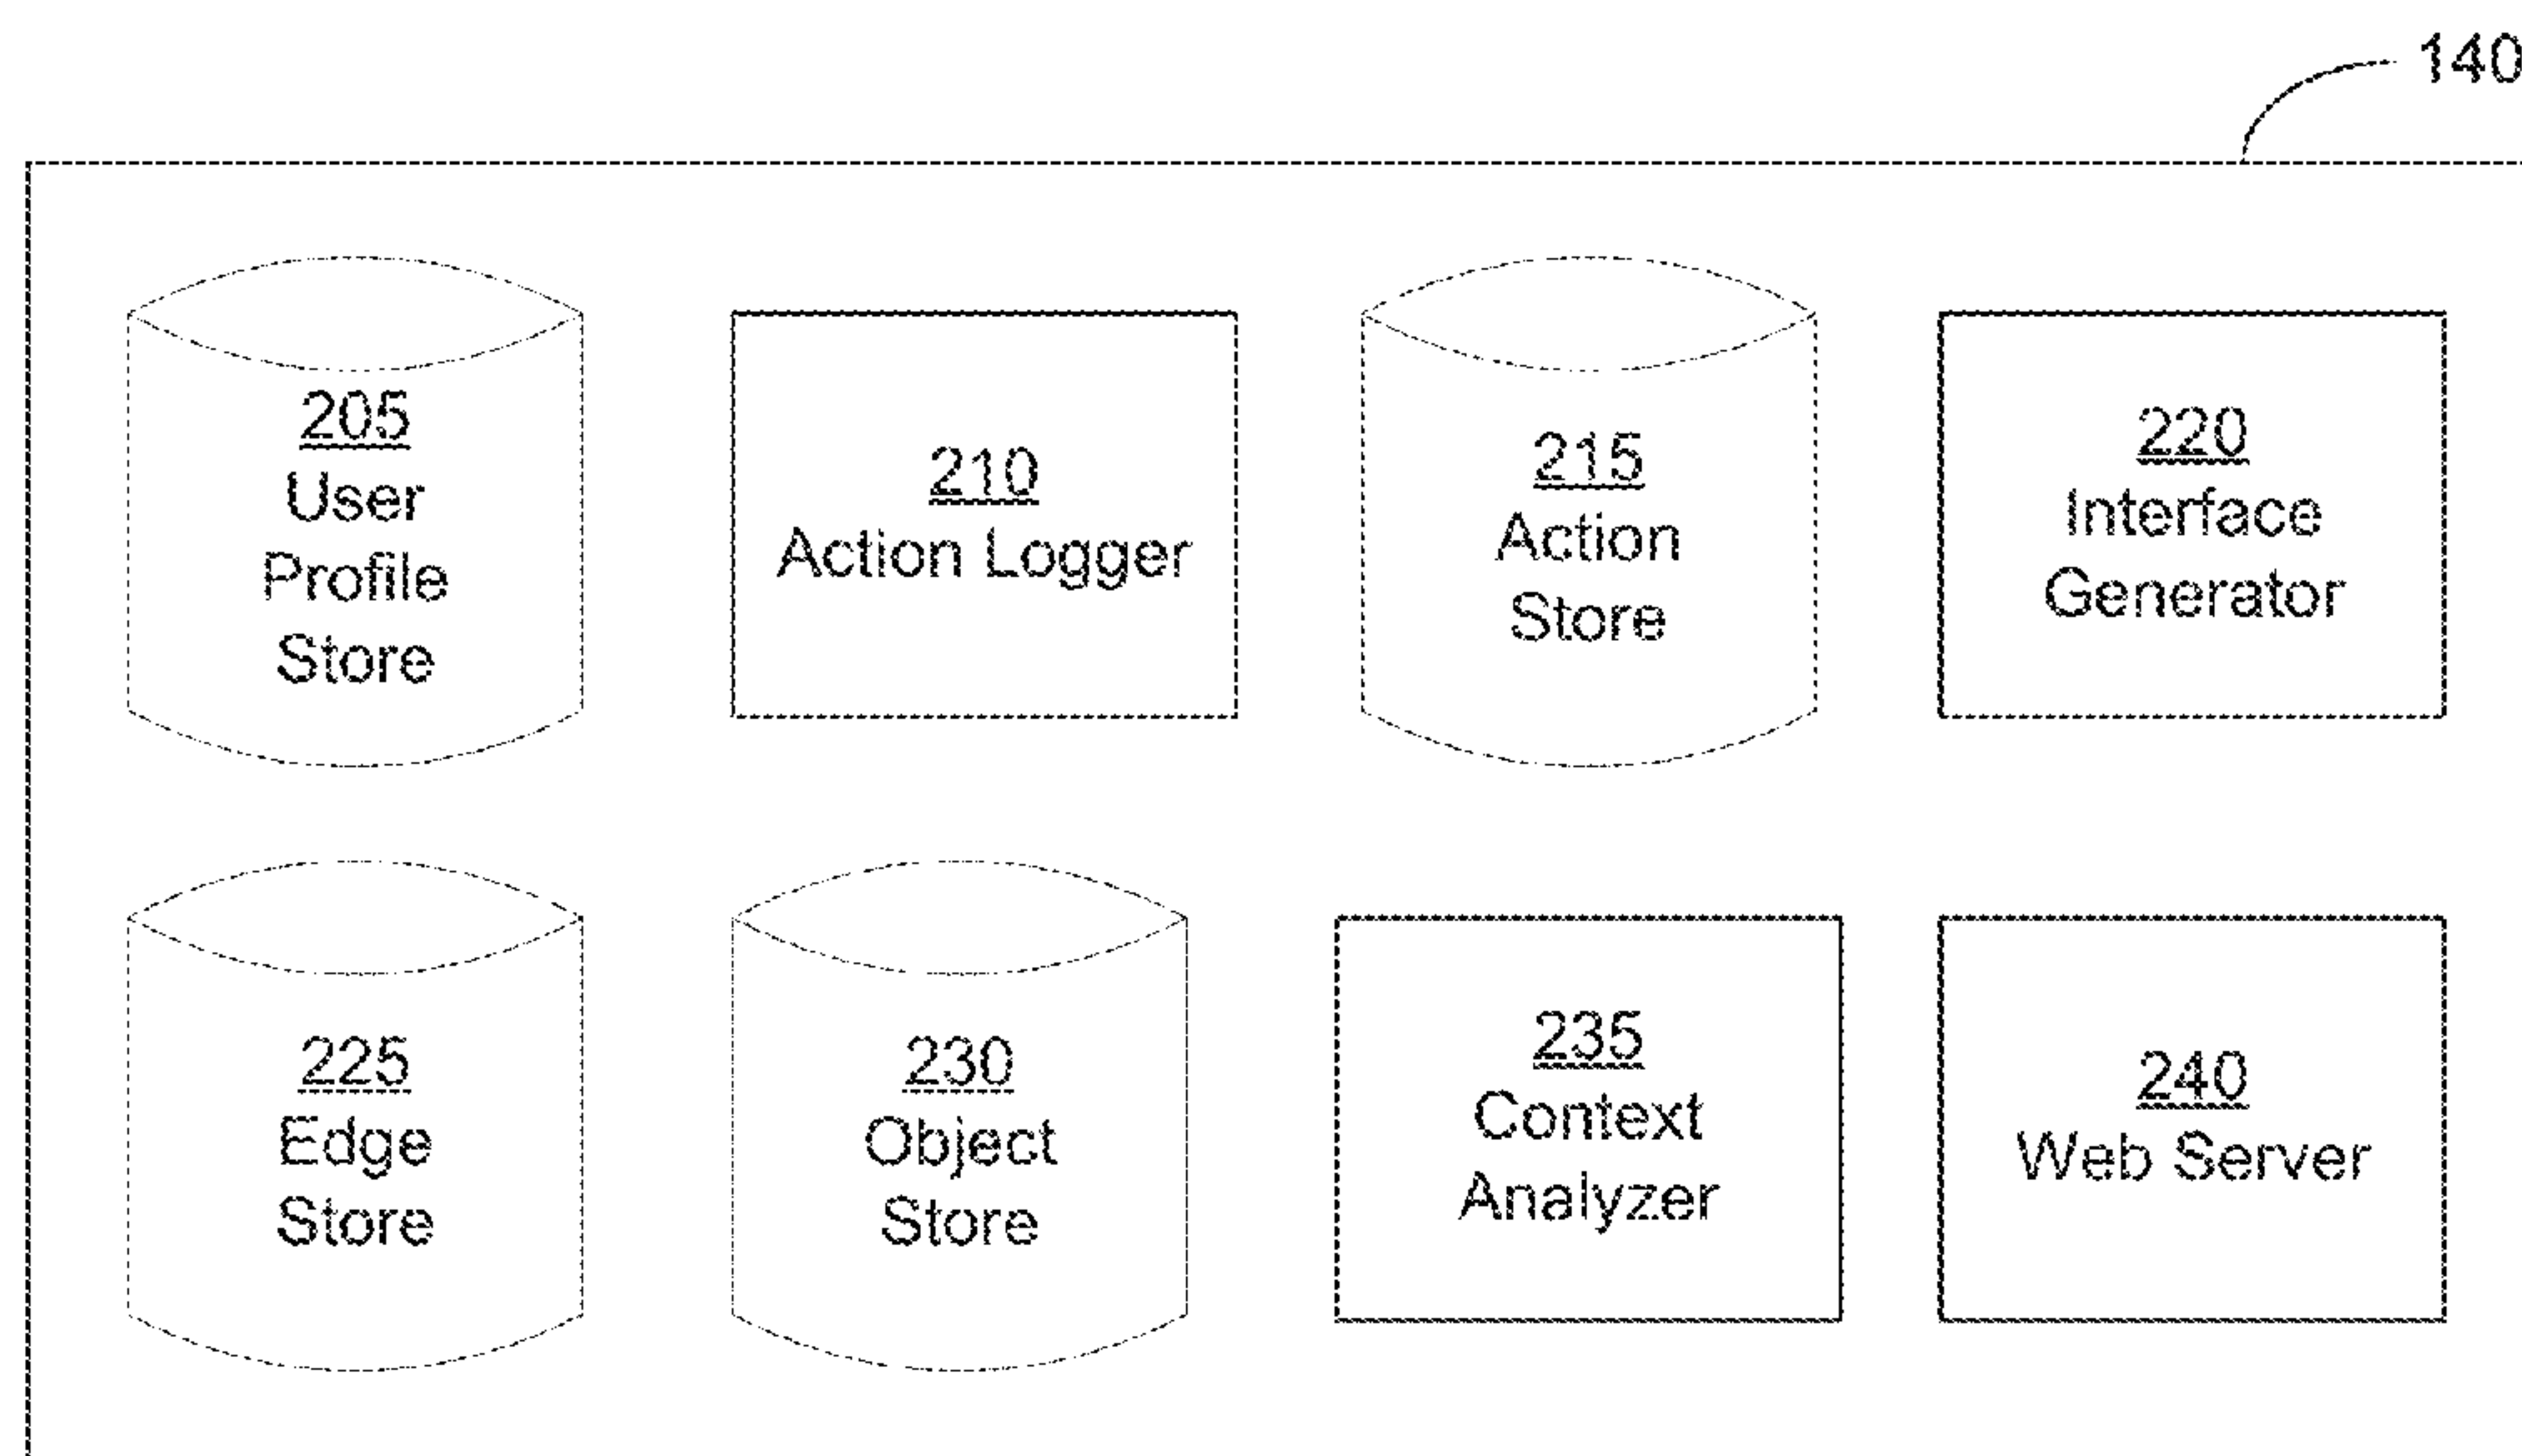 140
205
User
Profile
Store
210
Action Logger
215
Action
Store
220
Interface
Generator
225
Edge
Store
230
Object
Store
235
Context
Analyzer
240
Web Server